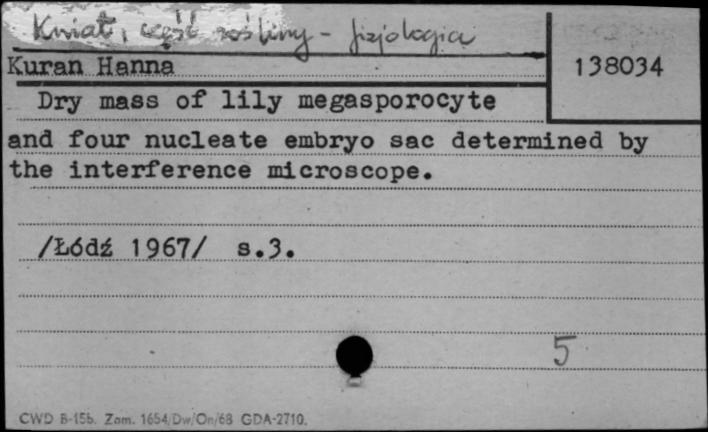 Kwiat, część rośliny - fizjologia
Kuran Hanna
138034
Dry mass of lily megasporocyte
and four nucleate embryo sac determined by
the interference microscope.
/Łódź 1967/ s.3.
5
CWD B-15b. Zam. 1654/Dw/On/68 GDA-2710.